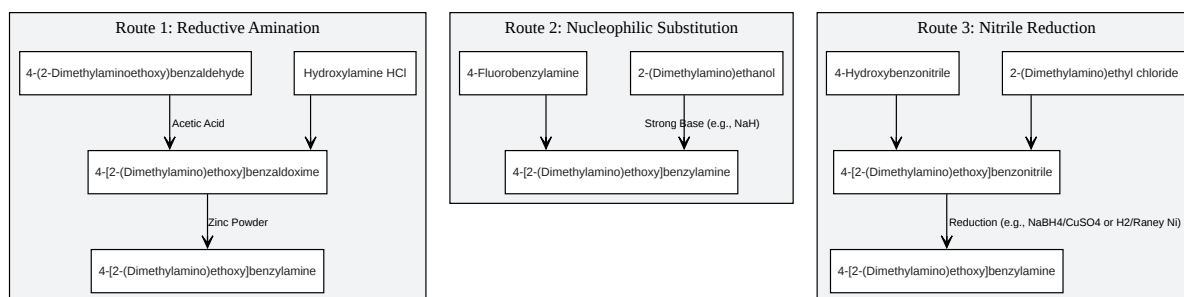 Route 1: Reductive Amination
4-(2-Dimethylaminoethoxy)benzaldehyde
Hydroxylamine HCl
Acetic Acid
4-[2-(Dimethylamino)ethoxy]benzaldoxime
Zinc Powder
4-[2-(Dimethylamino)ethoxy]benzylamine
Route 2: Nucleophilic Substitution
4-Fluorobenzylamine
2-(Dimethylamino)ethanol
Strong Base (e.g., NaH)
4-[2-(Dimethylamino)ethoxy]benzylamine
Route 3: Nitrile Reduction
4-Hydroxybenzonitrile
2-(Dimethylamino)ethyl chloride
4-[2-(Dimethylamino)ethoxy]benzonitrile
Reduction (e.g., NaBH4/CuSO4 or H2/Raney Ni)
4-[2-(Dimethylamino)ethoxy]benzylamine